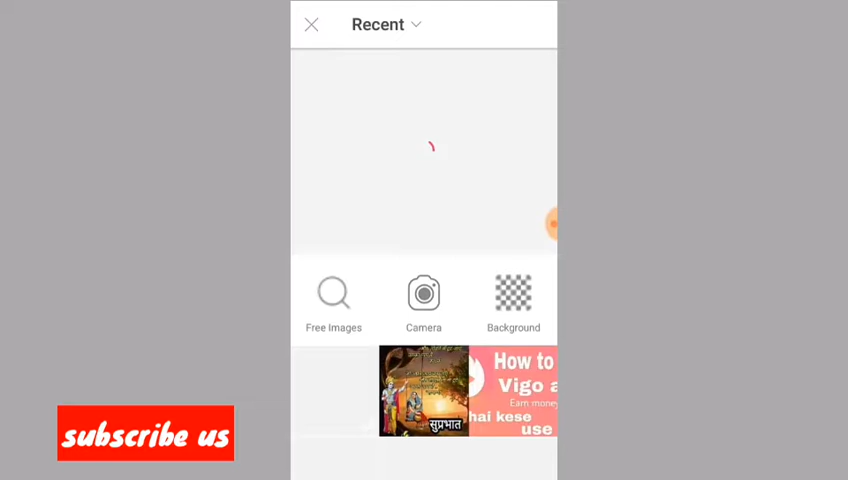 Recent
Free Images
Camera
Background
सुप्रभात
How to
Vigo a
Earn money
hai kese
use
subscribe us